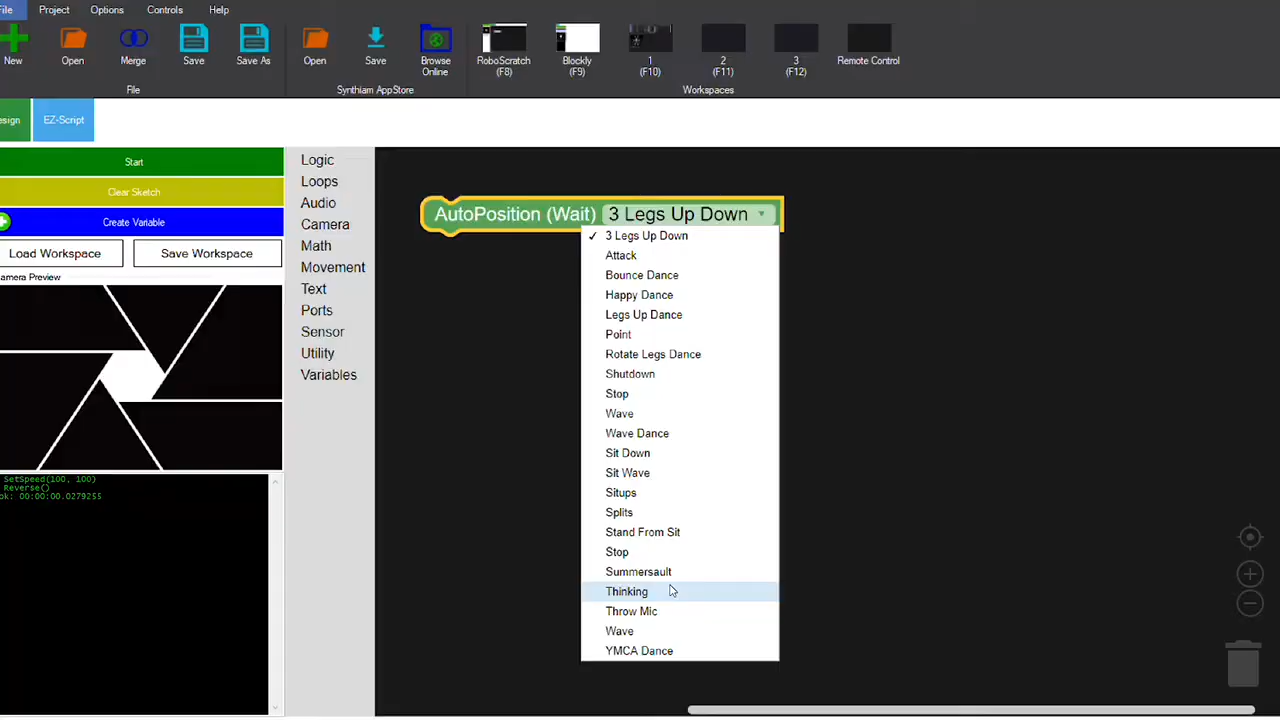 File Project Options Controls Help
New Open Merge Save Save As Open Save Browse Online RoboScratch (F8) Blockly (F9) 1 (F10) 2 (F11) 3 (F12) Remote Control
File Synthiam AppStore Workspaces
esign EZ-Script
Start
Clear Sketch
Create Variable
Load Workspace Save Workspace
amera Preview
SetSpeed(100, 100)
Reverse()
ok: 00:00:00.0279255
Logic
Loops
Audio
Camera
Math
Movement
Text
Ports
Sensor
Utility
Variables
AutoPosition (Wait) 3 Legs Up Down
✓ 3 Legs Up Down
Attack
Bounce Dance
Happy Dance
Legs Up Dance
Point
Rotate Legs Dance
Shutdown
Stop
Wave
Wave Dance
Sit Down
Sit Wave
Situps
Splits
Stand From Sit
Stop
Summersault
Thinking
Throw Mic
Wave
YMCA Dance